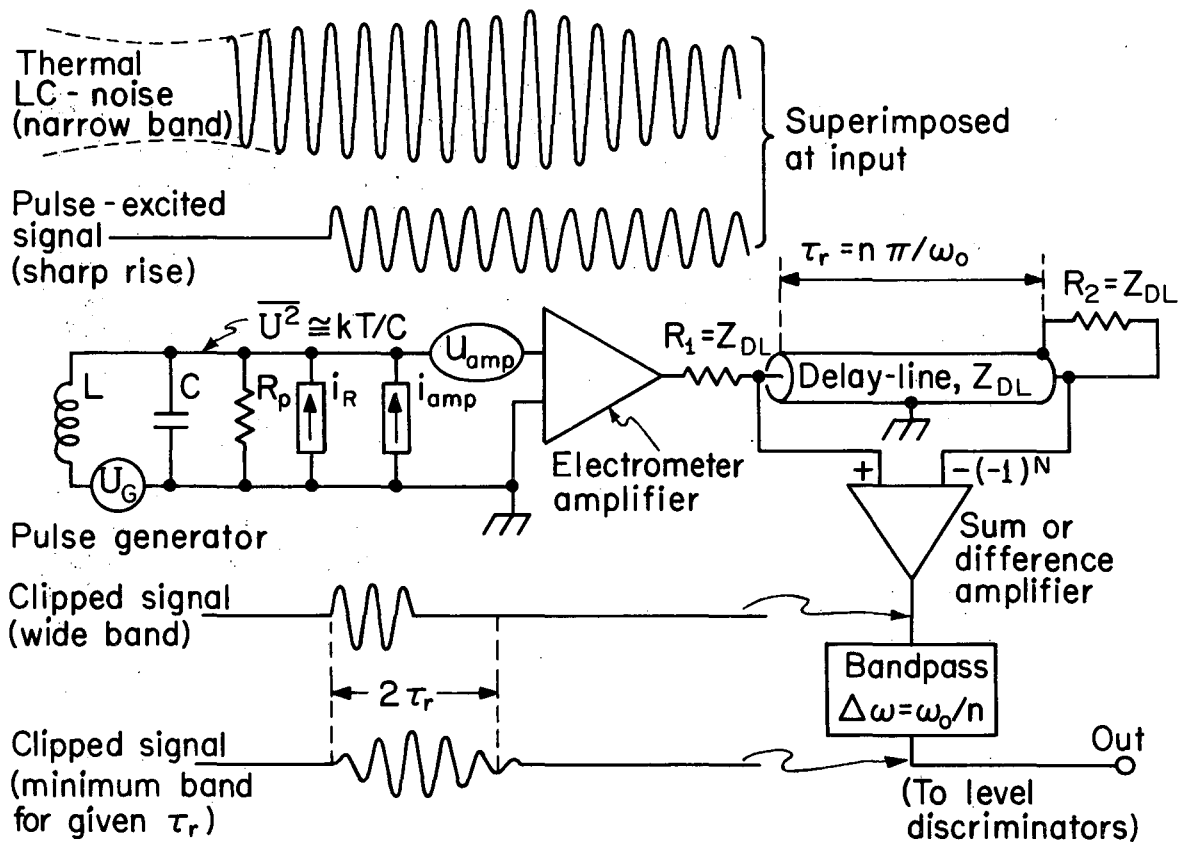 Thermal
LC-noise
(narrow band)
Superimposed
at input
Pulse-excited
signal
(sharp rise)
τr = n π/ωo
R2 = ZDL
U² ≅ kT/C
R1 = ZDL
Uamp
L
C
Rp
iR
iamp
Delay-line, ZDL
UG
Electrometer
amplifier
+
-(-1)N
Pulse generator
Sum or
difference
amplifier
Clipped signal
(wide band)
2 τr
Bandpass
Δω = ωo/n
Clipped signal
(minimum band
for given τr)
Out
(To level
discriminators)